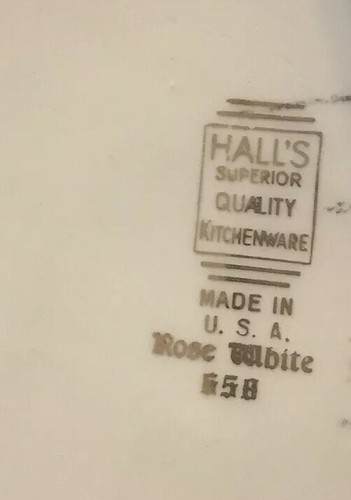 HALL'S
SUPERIOR
QUALITY
KITCHENWARE
MADE IN
U. S. A.
Rose White
658